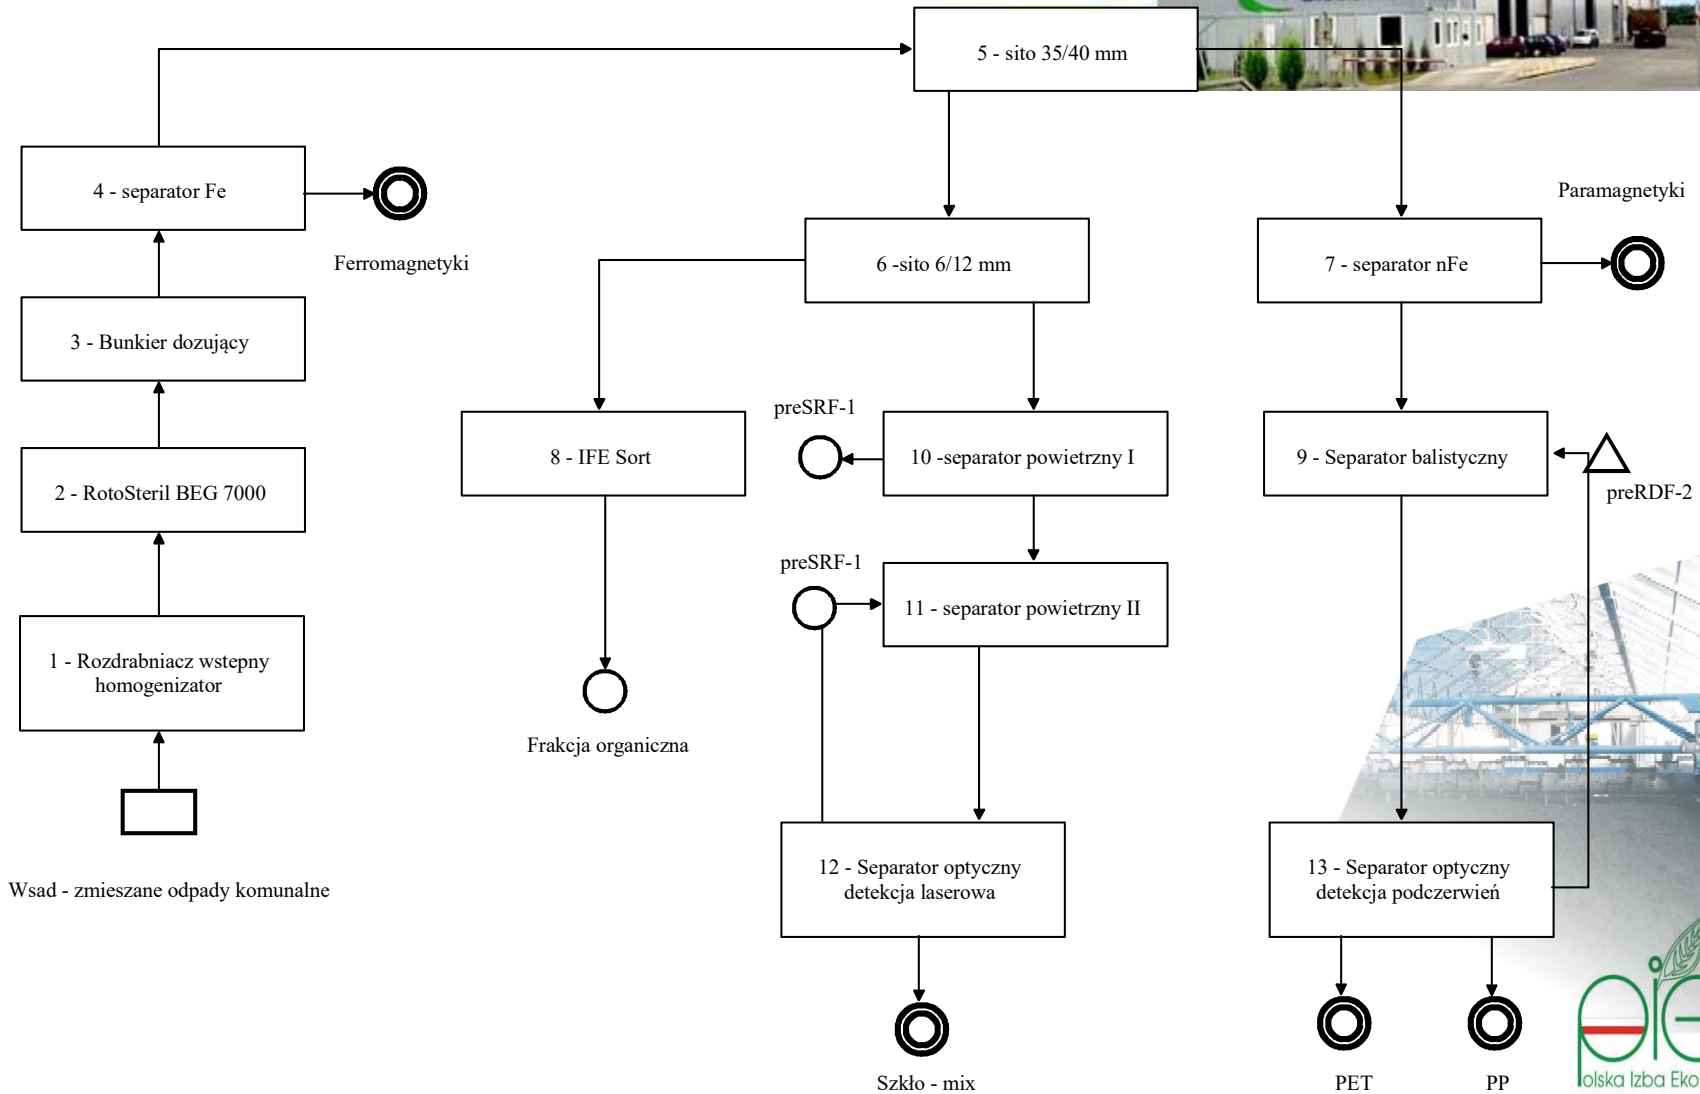 5 - sito 35/40 mm
4 - separator Fe
Ferromagnetyki
Paramagnetyki
6 -sito 6/12 mm
7 - separator nFe
3 - Bunkier dozujący
preSRF-1
8 - IFE Sort
10 -separator powietrzny I
9 - Separator balistyczny
preRDF-2
2 - RotoSteril BEG 7000
preSRF-1
11 - separator powietrzny II
1 - Rozdrabniacz wstepny
homogenizator
Frakcja organiczna
Wsad - zmieszane odpady komunalne
12 - Separator optyczny
detekcja laserowa
13 - Separator optyczny
detekcja podczerwień
Szkło - mix
PET
PP
olska Izba Eko